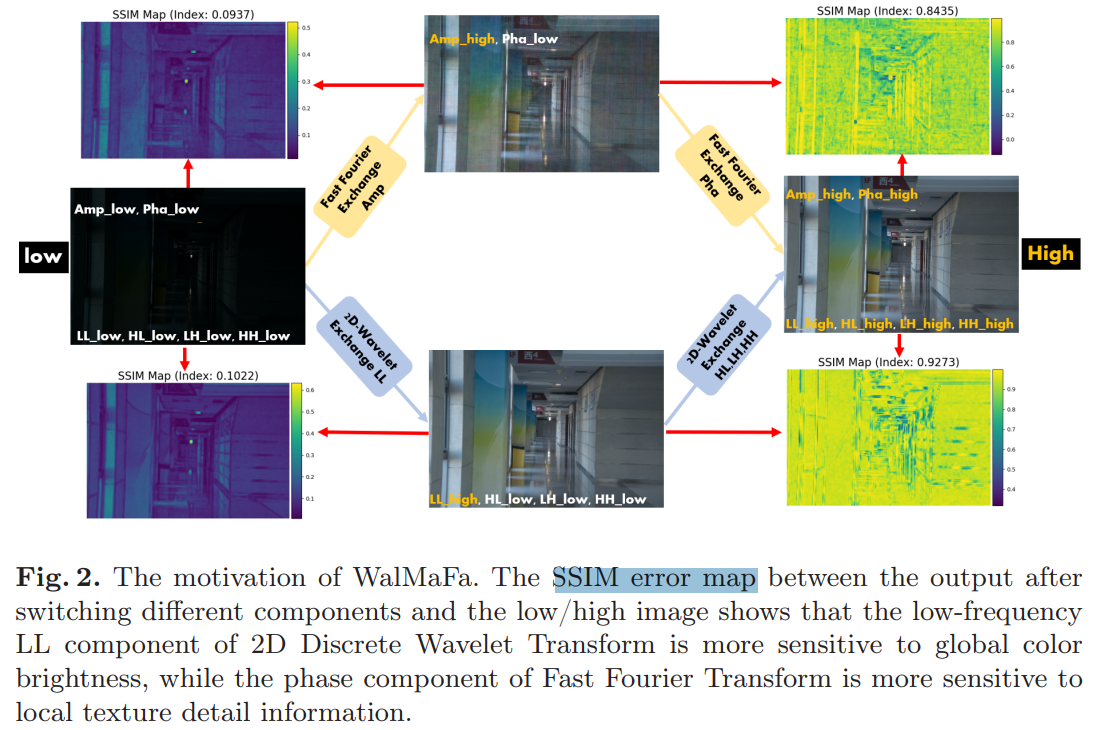 SSIM Map (Index: 0.0937)
0.5
0.4
0.3
0.2
0.1
Amp_high, Pha_low
SSIM Map (Index: 0.8435)
0.8
0.6
0.4
0.2
0.0
Fast Fourier
Exchange
Amp
Fast Fourier
Exchange
Pha
low
Amp_low, Pha_low
LL_low, HL_low, LH_low, HH_low
Amp_high, Pha_high
LL_high, HL_high, LH_high, HH_high
High
2D-Wavelet
Exchange LL
2D-Wavelet
Exchange
HL,LH,HH
SSIM Map (Index: 0.1022)
0.6
0.5
0.4
0.3
0.2
0.1
西4
LL_high, HL_low, LH_low, HH_low
SSIM Map (Index: 0.9273)
0.9
0.8
0.7
0.6
0.5
0.4
Fig. 2. The motivation of WalMaFa. The SSIM error map between the output after
switching different components and the low/high image shows that the low-frequency
LL component of 2D Discrete Wavelet Transform is more sensitive to global color
brightness, while the phase component of Fast Fourier Transform is more sensitive to
local texture detail information.